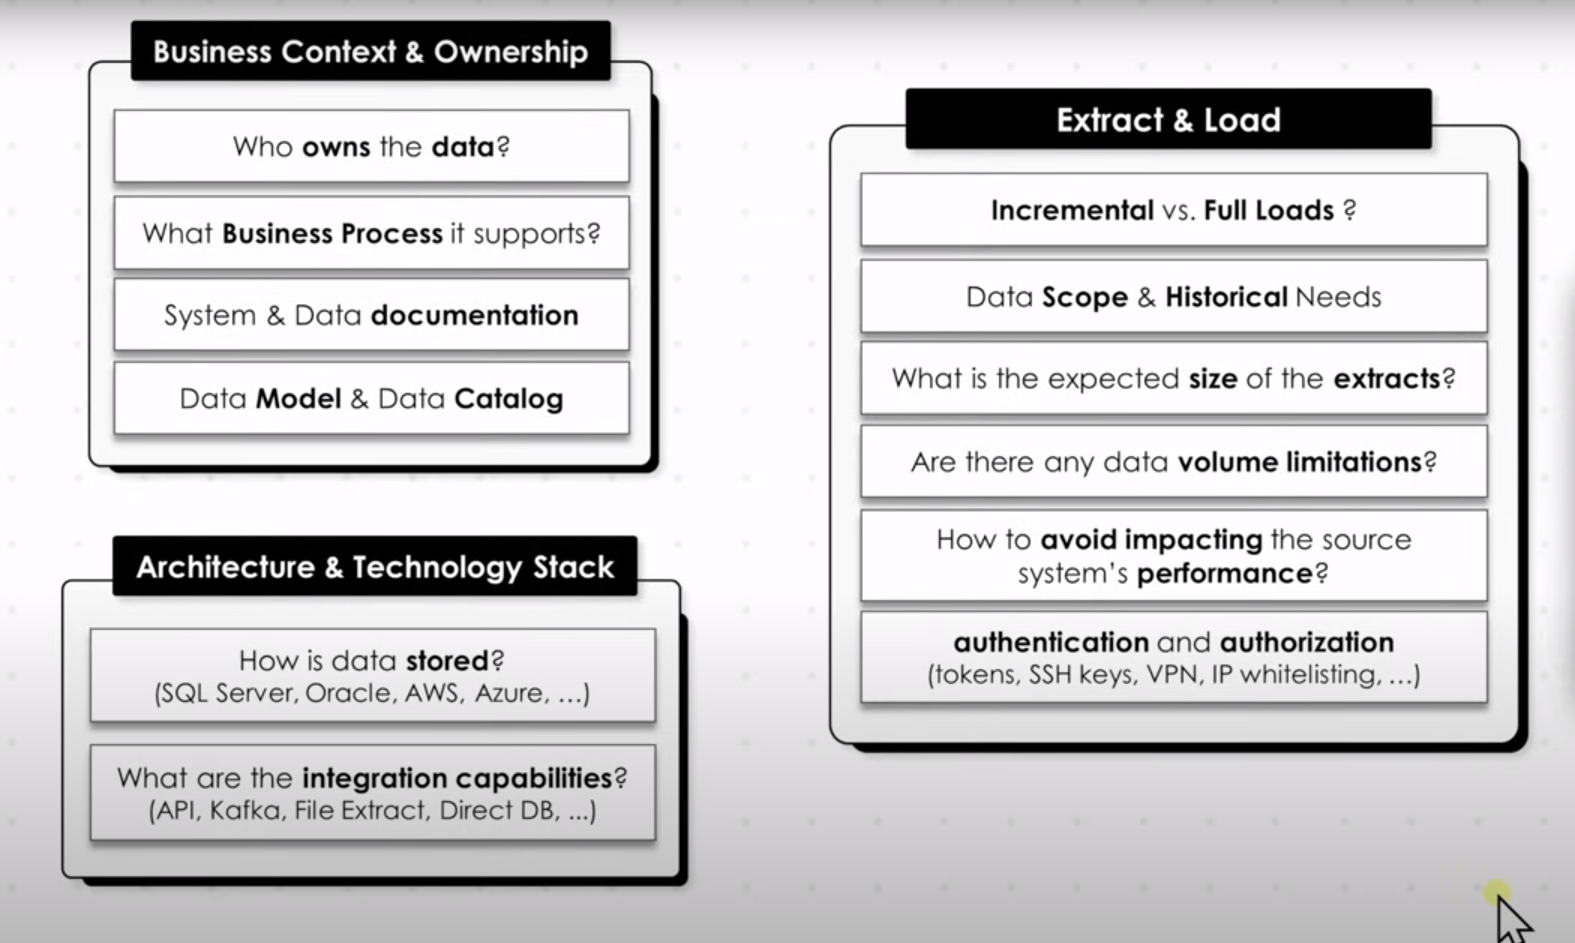 Business Context & Ownership
Who owns the data?
What Business Process it supports?
System & Data documentation
Data Model & Data Catalog
Architecture & Technology Stack
How is data stored?
(SQL Server, Oracle, AWS, Azure, ...)
What are the integration capabilities?
(API, Kafka, File Extract, Direct DB, ...)
Extract & Load
Incremental vs. Full Loads ?
Data Scope & Historical Needs
What is the expected size of the extracts?
Are there any data volume limitations?
How to avoid impacting the source
system's performance?
authentication and authorization
(tokens, SSH keys, VPN, IP whitelisting, ...)